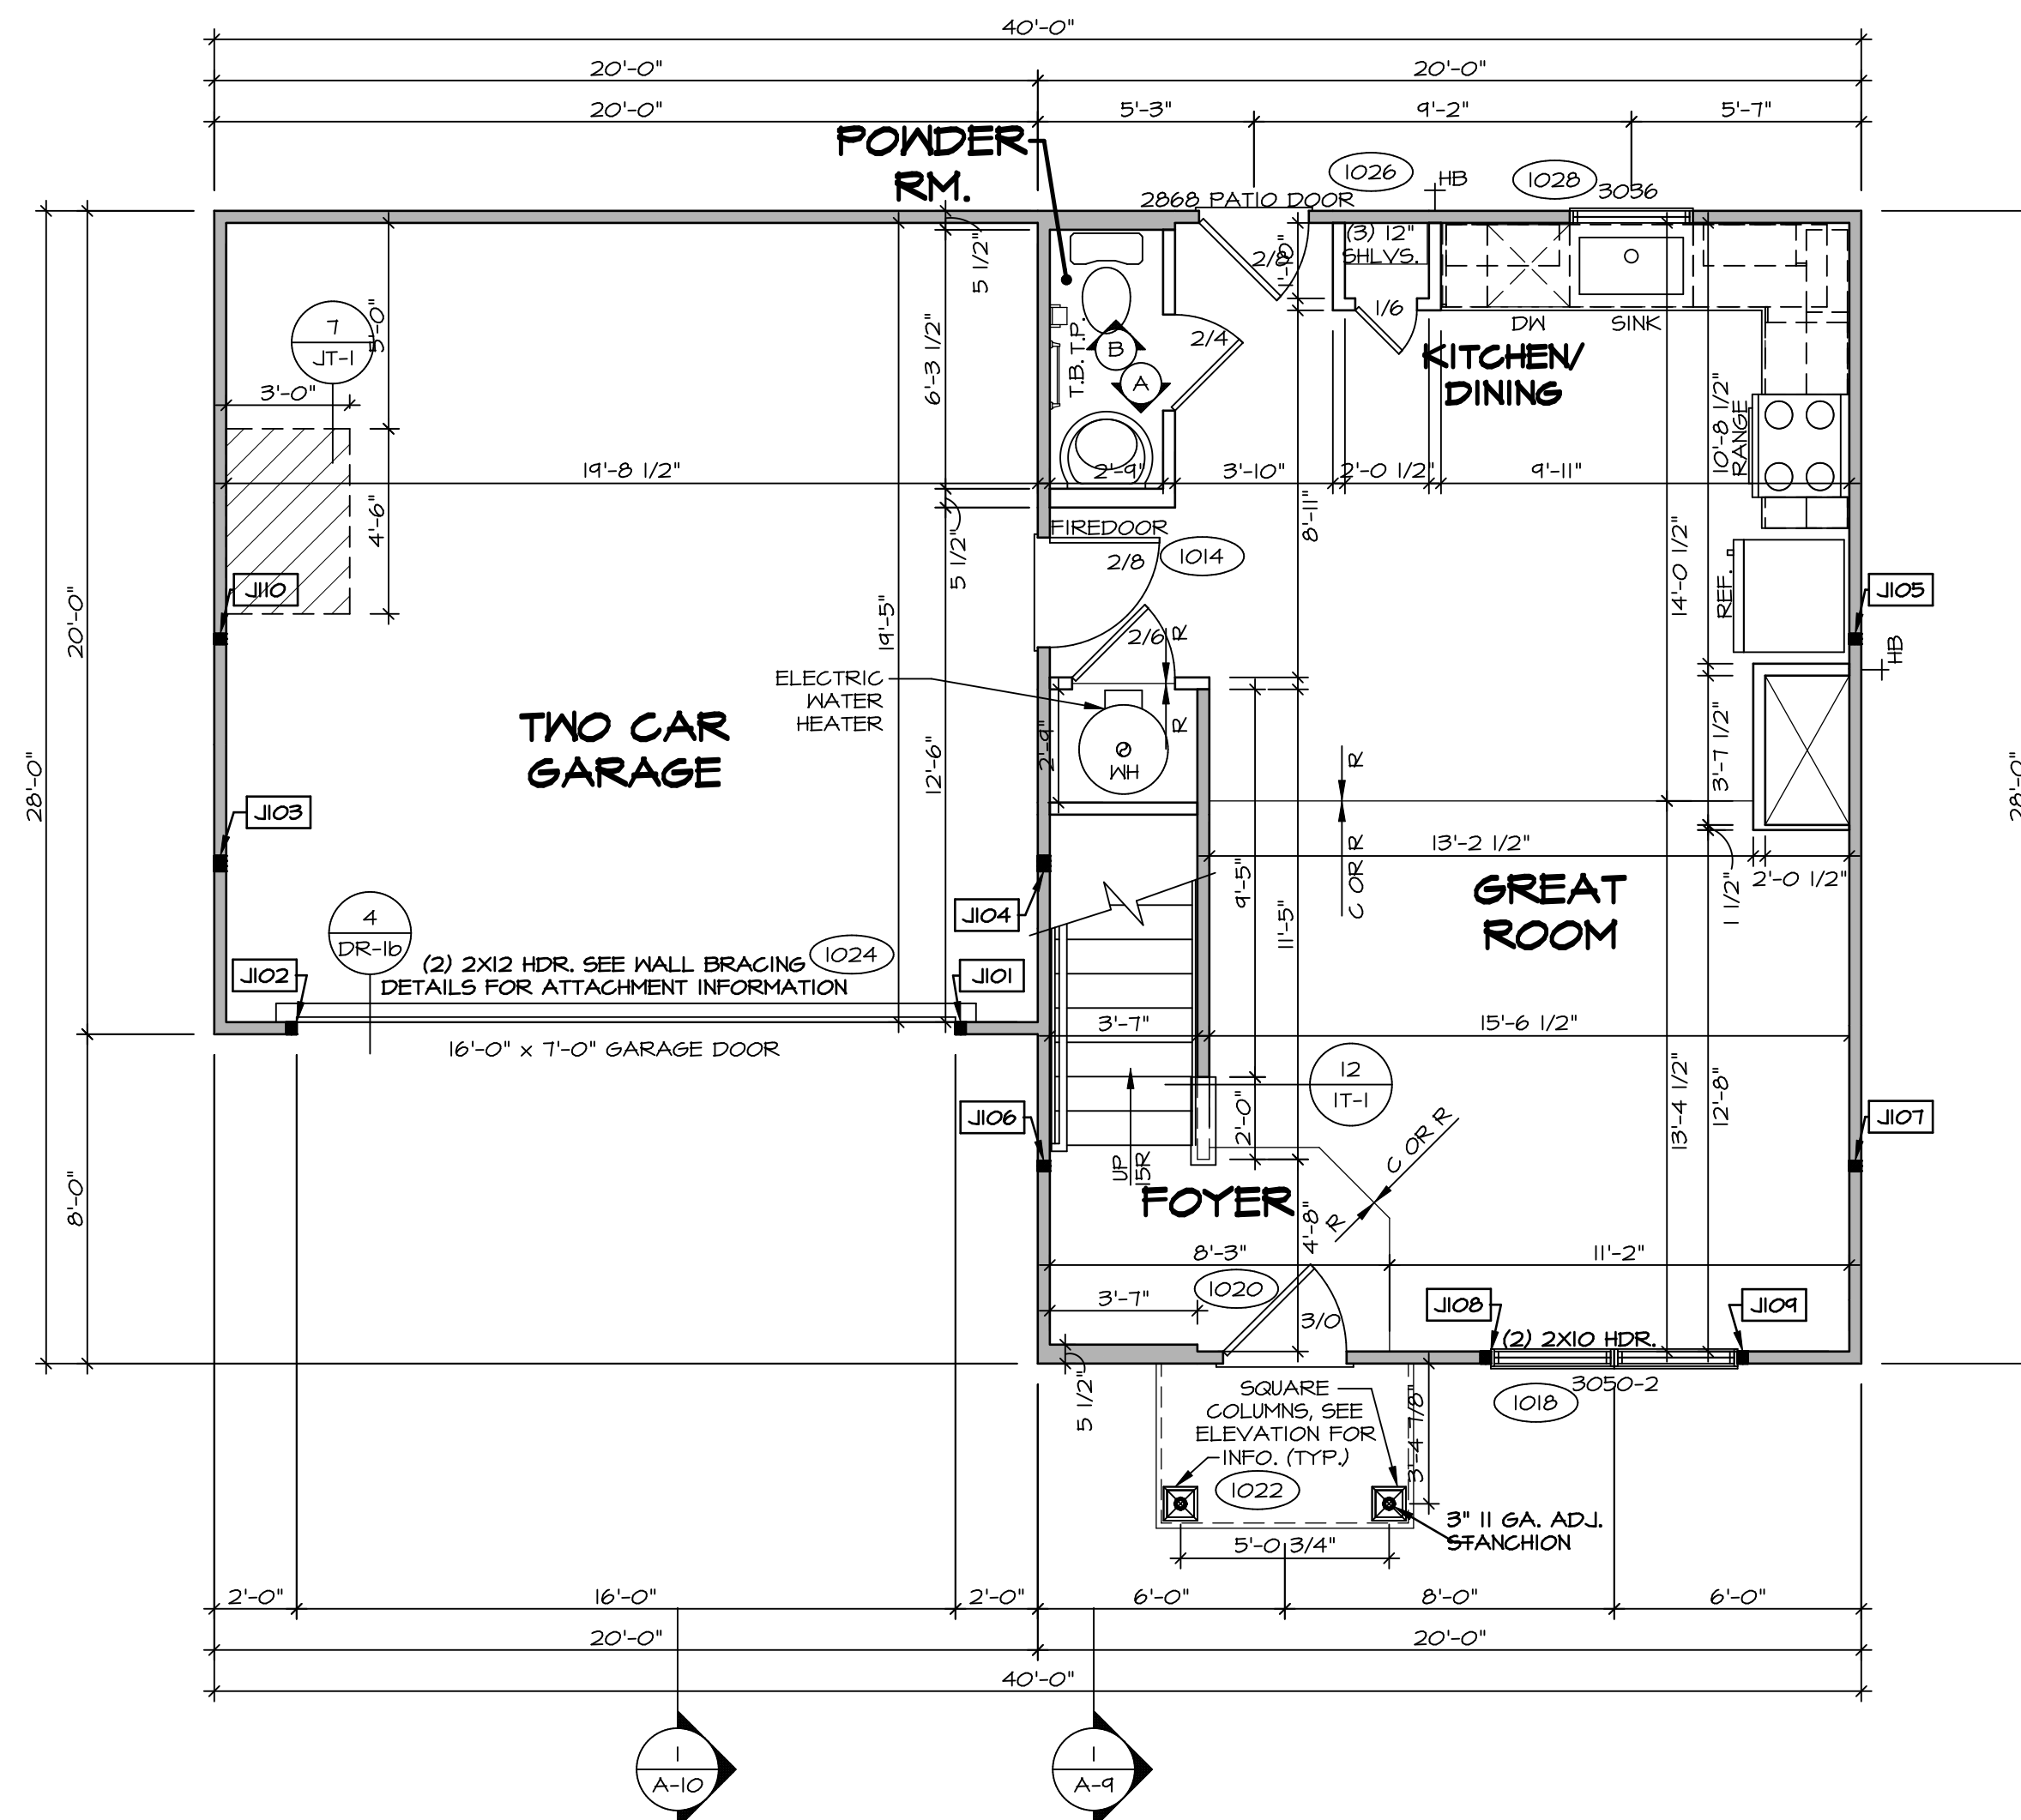 40'-0"
20'-0"
20'-0"
20'-0"
5'-3"
9'-2"
5'-7"
POWDER
RM.
1026
HB
1028
3036
2868 PATIO DOOR
5 1/2"
2/8
(3) 12"
SHLVS.
1/6
DW
SINK
7
JT-1
5'-0"
3'-0"
6'-3 1/2"
T.B.
T.P.
B
A
2/4
KITCHEN/
DINING
10'-8 1/2"
RANGE
19'-8 1/2"
2'-9"
3'-10"
2'-0 1/2"
9'-11"
4'-6"
8'-11"
5 1/2"
FIREDOOR
2/8
1014
14'-0 1/2"
REF.
J110
J105
20'-0"
19'-5"
2/6
R
HB
ELECTRIC
WATER
HEATER
R
WH
2'-9"
TWO CAR
GARAGE
28'-0"
12'-6"
3'-7 1/2"
28'-0"
R
C OR R
J103
13'-2 1/2"
9'-5"
1 1/2"
2'-0 1/2"
GREAT
ROOM
J104
11'-5"
4
DR-1b
1024
(2) 2X12 HDR. SEE WALL BRACING
DETAILS FOR ATTACHMENT INFORMATION
J102
J101
3'-7"
15'-6 1/2"
16'-0" x 7'-0" GARAGE DOOR
12
IT-1
J106
J107
2'-0"
13'-4 1/2"
12'-8"
C OR R
R
UP
15R
FOYER
8'-0"
4'-8"
8'-3"
11'-2"
1020
3'-7"
3/0
J108
J109
(2) 2X10 HDR.
3050-2
1018
5 1/2"
SQUARE
COLUMNS, SEE
ELEVATION FOR
INFO. (TYP.)
3'-4 7/8"
1022
3" 11 GA. ADJ.
STANCHION
5'-0 3/4"
2'-0"
16'-0"
2'-0"
6'-0"
8'-0"
6'-0"
20'-0"
20'-0"
40'-0"
1
A-10
1
A-9